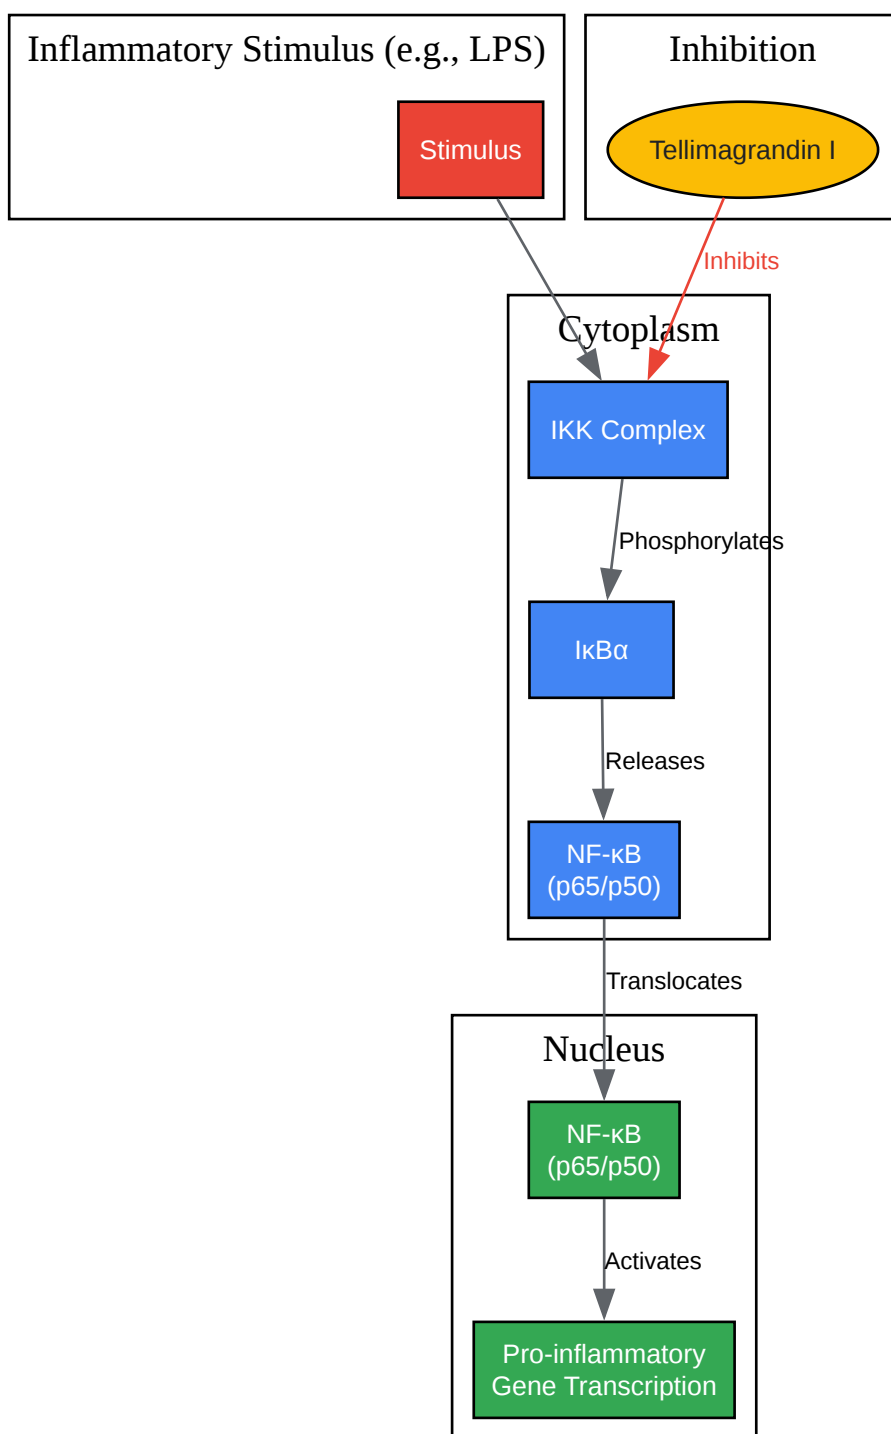 Inflammatory Stimulus (e.g., LPS)
Inhibition
Stimulus
Tellimagrandin I
Inhibits
Cytoplasm
IKK Complex
Phosphorylates
IκBα
Releases
NF-κB
(p65/p50)
Translocates
Nucleus
NF-κB
(p65/p50)
Activates
Pro-inflammatory
Gene Transcription